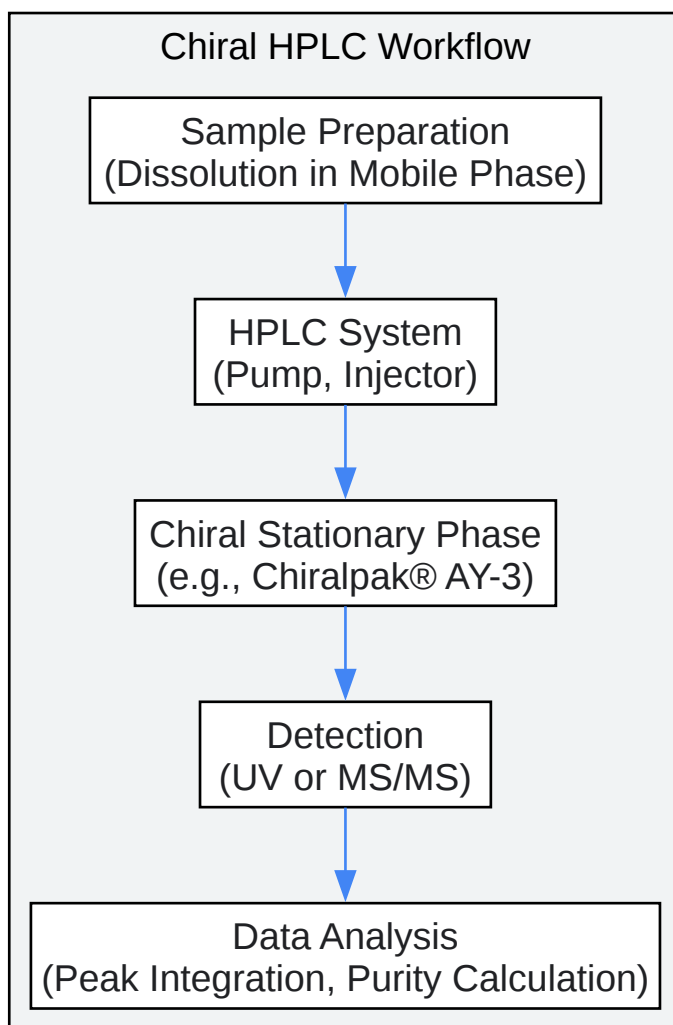 Chiral HPLC Workflow
Sample Preparation
(Dissolution in Mobile Phase)
HPLC System
(Pump, Injector)
Chiral Stationary Phase
(e.g., Chiralpak® AY-3)
Detection
(UV or MS/MS)
Data Analysis
(Peak Integration, Purity Calculation)